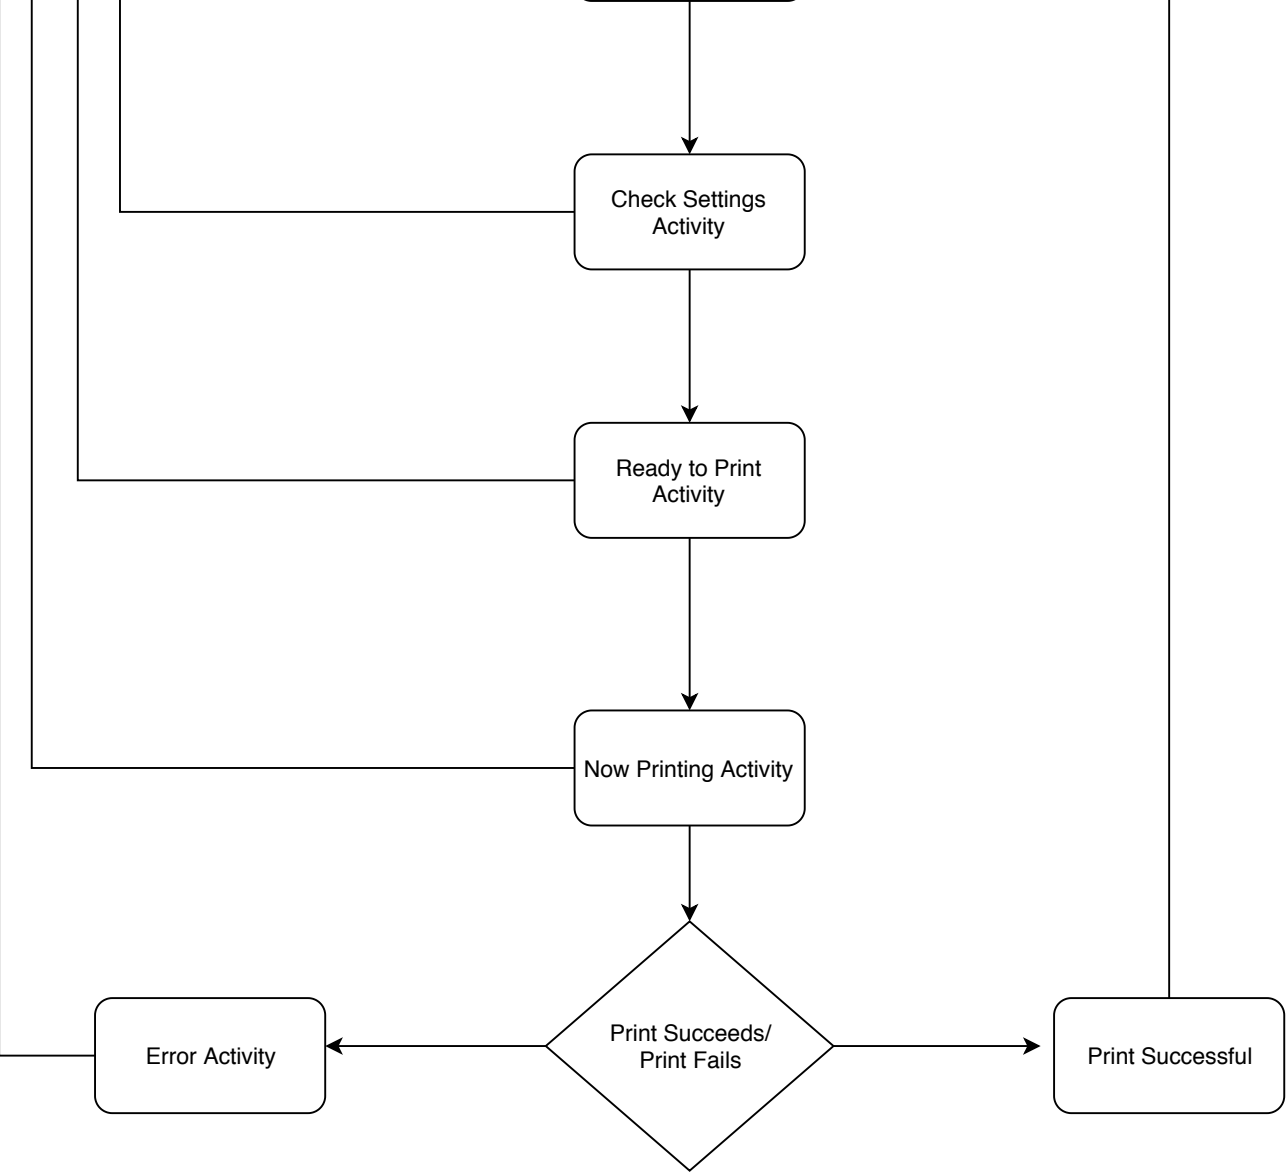 Check Settings
Activity
Ready to Print
Activity
Now Printing Activity
Print Succeeds/
Print Fails
Error Activity
Print Successful